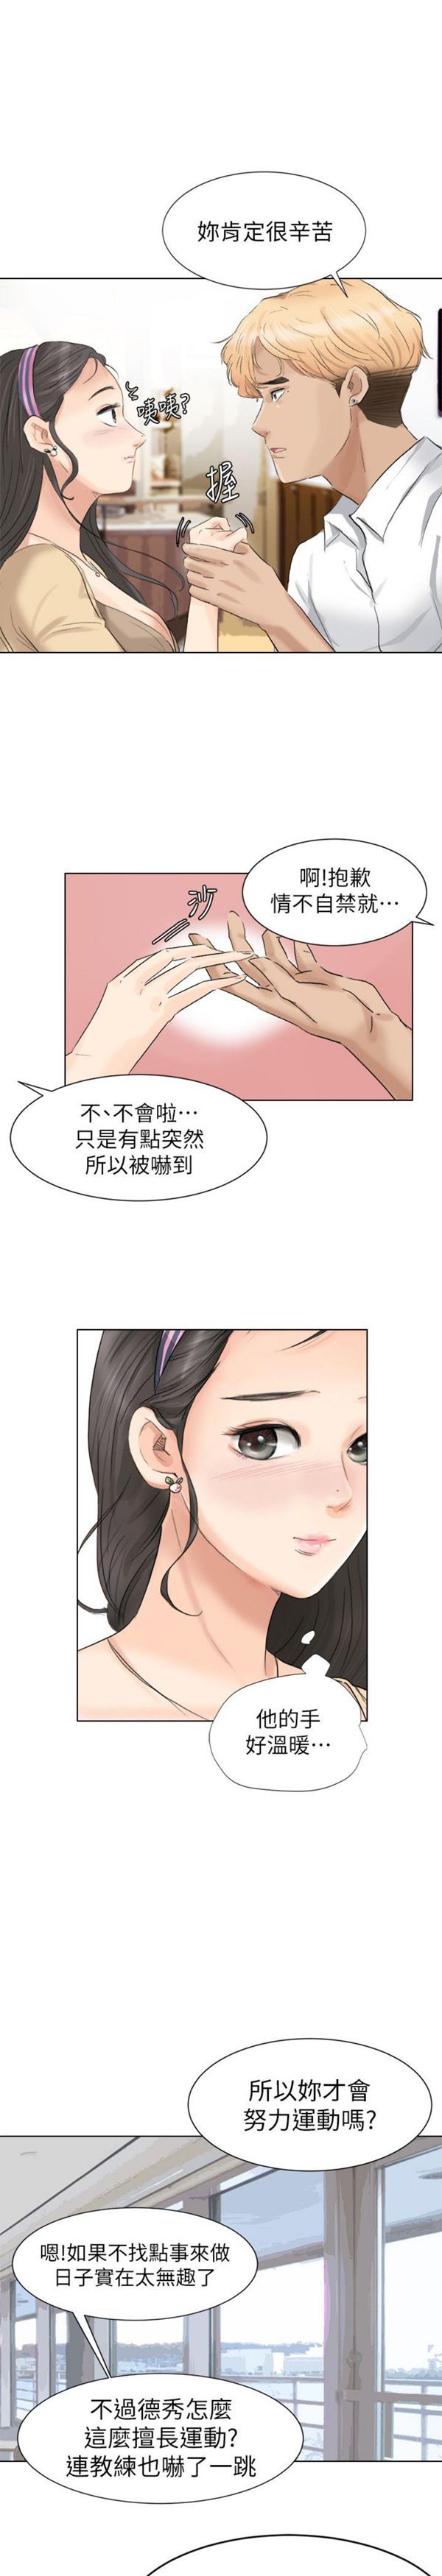 妳肯定很辛苦
咦咦?
握
啊!抱歉
情不自禁就…
沙
不、不會啦…
只是有點突然
所以被嚇到
他的手
好溫暖…
所以妳才會
努力運動嗎?
嗯!如果不找點事來做
日子實在太無趣了
不過德秀怎麼
這麼擅長運動?
連教練也嚇了一跳